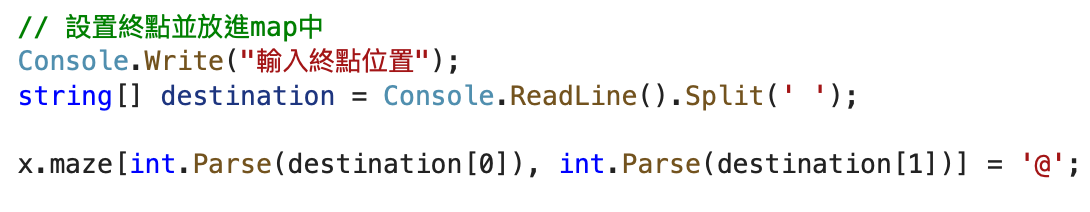 // 設置終點並放進map中
Console.Write("輸入終點位置");
string[] destination = Console.ReadLine().Split(' ');
x.maze[int.Parse(destination[0]), int.Parse(destination[1])] = '@';